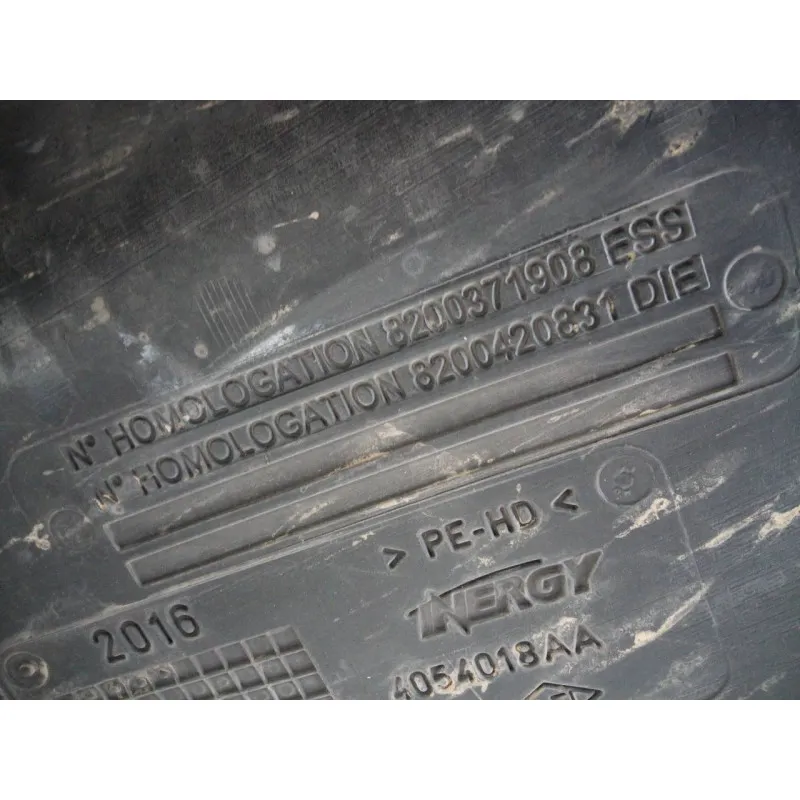 N° HOMOLOGATION 8200371908 ESS
N° HOMOLOGATION 8200420831 DIE
> PE-HD <
INERGY
2016
4054018AA